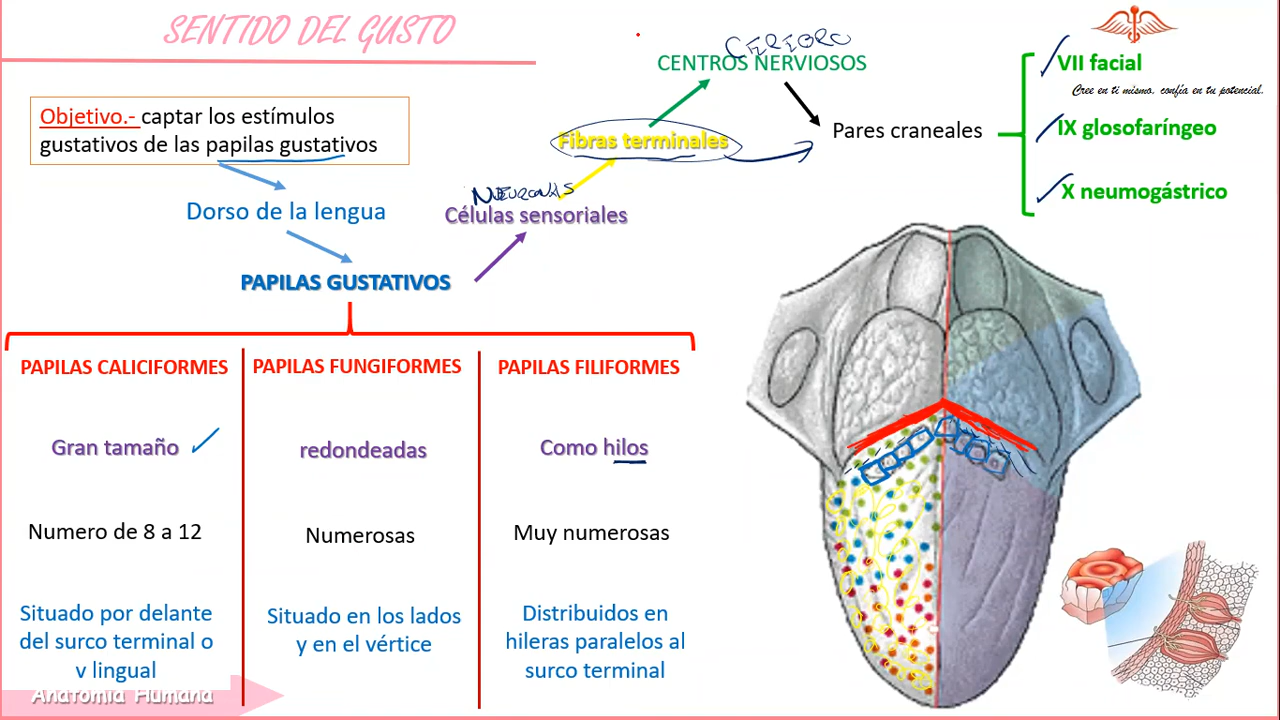 SENTIDO DEL GUSTO
Objetivo.- captar los estímulos
gustativos de las papilas gustativos
Dorso de la lengua
PAPILAS GUSTATIVOS
NEURONAS
Células sensoriales
Fibras terminales
CEREBRO
CENTROS NERVIOSOS
Pares craneales
VII facial
Cree en ti mismo, confía en tu potencial.
IX glosofaríngeo
X neumogástrico
PAPILAS CALICIFORMES
Gran tamaño
Numero de 8 a 12
Situado por delante
del surco terminal o
v lingual
PAPILAS FUNGIFORMES
redondeadas
Numerosas
Situado en los lados
y en el vértice
PAPILAS FILIFORMES
Como hilos
Muy numerosas
Distribuidos en
hileras paralelos al
surco terminal
Anatomia Humana